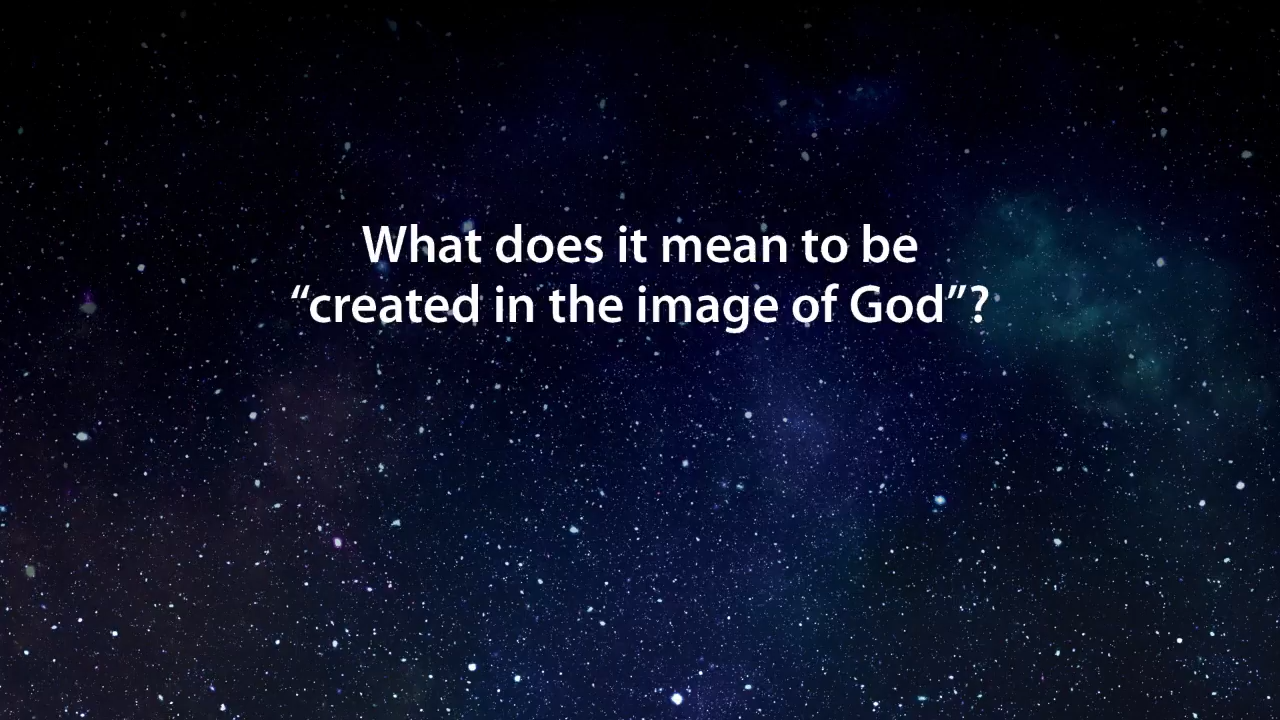 What does it mean to be
“created in the image of God”?